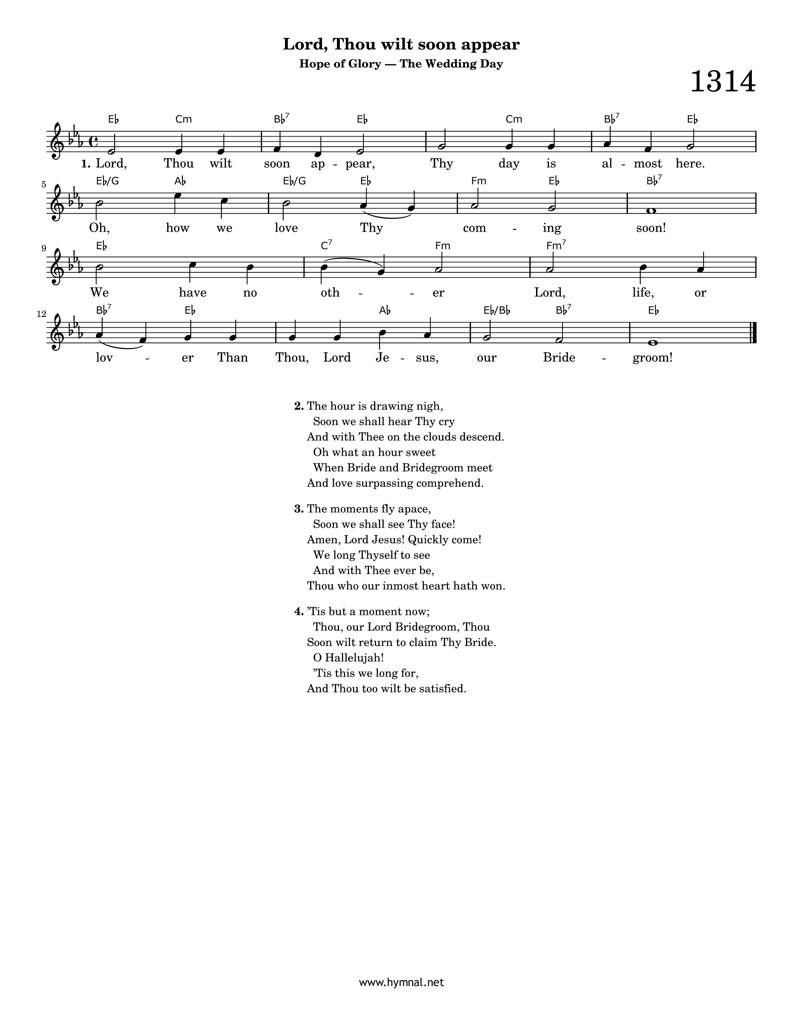 Lord, Thou wilt soon appear
Hope of Glory — The Wedding Day
1314
E♭ Cm B♭7 E♭ Cm B♭7 E♭
1. Lord, Thou wilt soon ap - pear, Thy day is al - most here.
5
E♭/G A♭ E♭/G E♭ Fm E♭ B♭7
Oh, how we love Thy com - ing soon!
9
E♭ C7 Fm Fm7
We have no oth - - er Lord, life, or
12
B♭7 E♭ A♭ E♭/B♭ B♭7 E♭
lov - er Than Thou, Lord Je - sus, our Bride - groom!
2. The hour is drawing nigh,
Soon we shall hear Thy cry
And with Thee on the clouds descend.
Oh what an hour sweet
When Bride and Bridegroom meet
And love surpassing comprehend.
3. The moments fly apace,
Soon we shall see Thy face!
Amen, Lord Jesus! Quickly come!
We long Thyself to see
And with Thee ever be,
Thou who our inmost heart hath won.
4. ’Tis but a moment now;
Thou, our Lord Bridegroom, Thou
Soon wilt return to claim Thy Bride.
O Hallelujah!
’Tis this we long for,
And Thou too wilt be satisfied.
www.hymnal.net